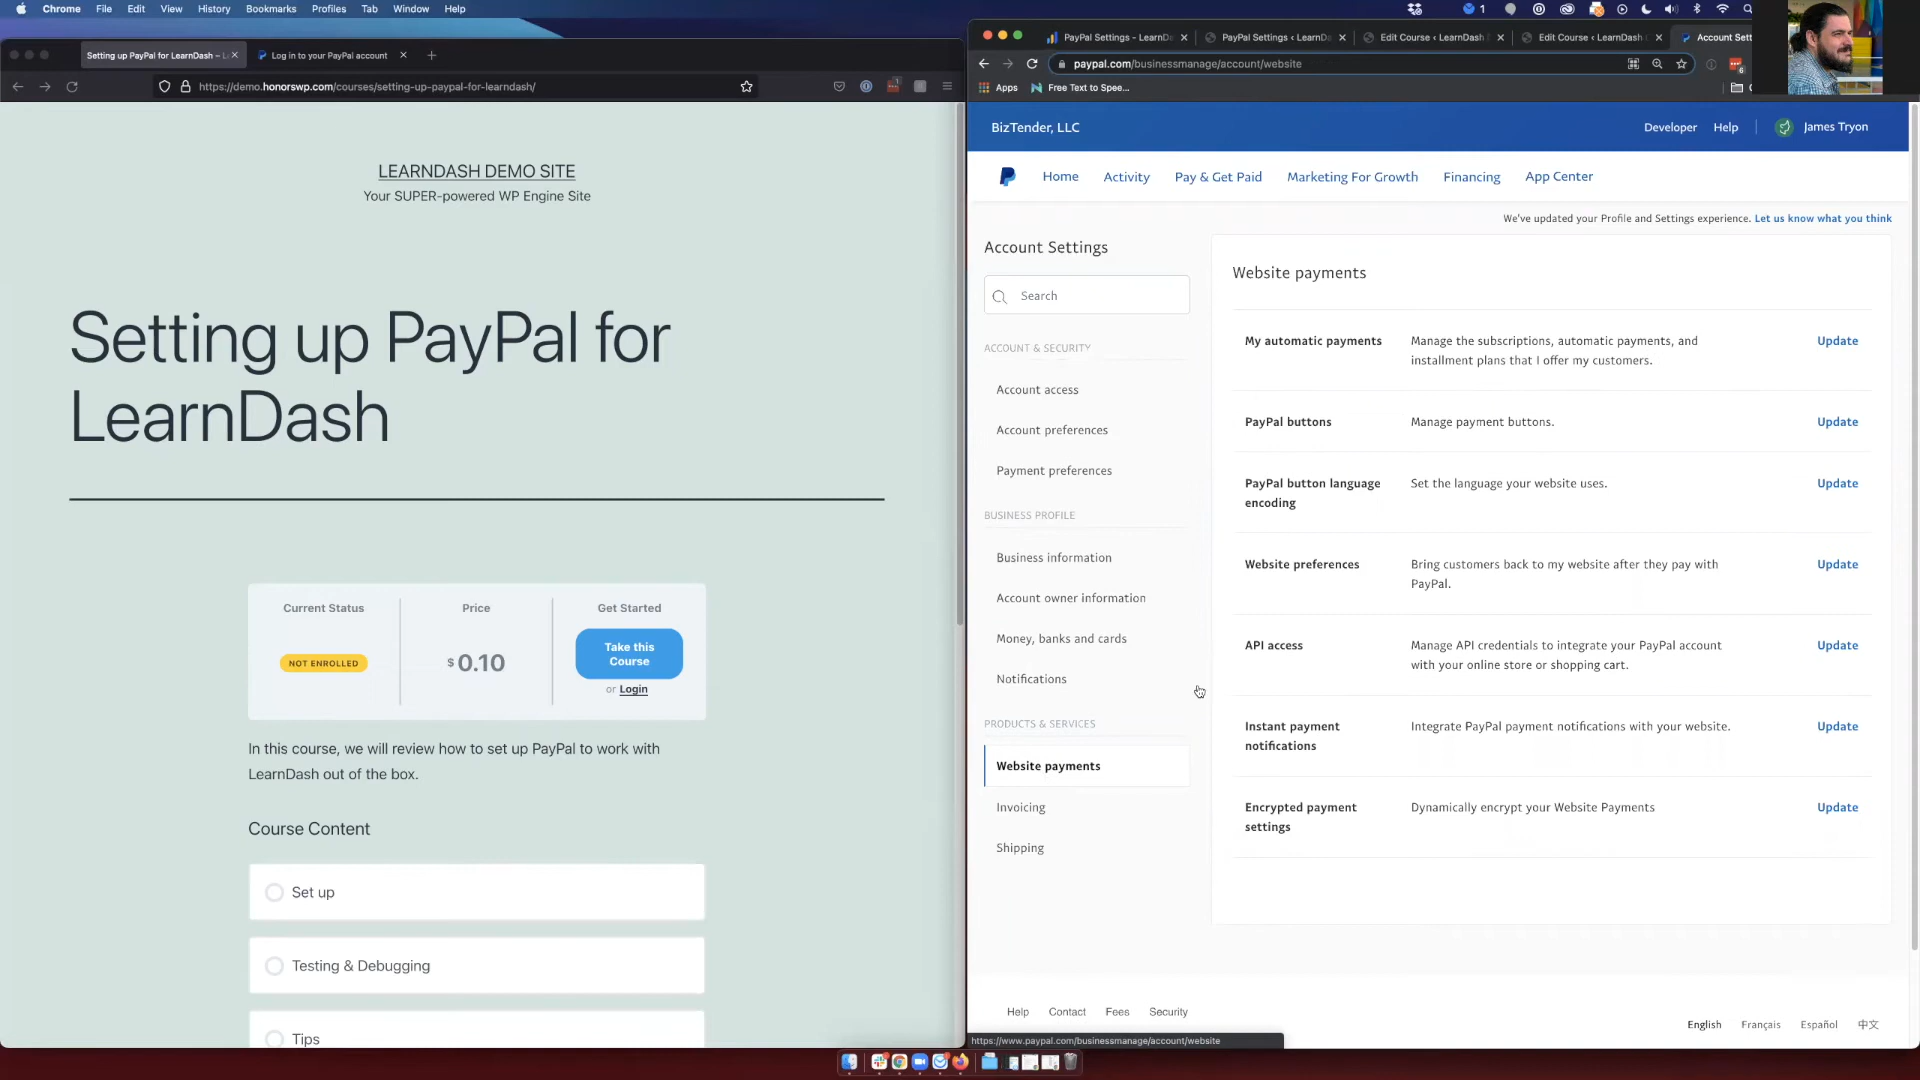 Chrome File Edit View History Bookmarks Profiles Tab Window Help
1
Setting up PayPal for LearnDash – L
Log in to your PayPal account
https://demo.honorswp.com/courses/setting-up-paypal-for-learndash/
1
LEARNDASH DEMO SITE
Your SUPER-powered WP Engine Site
Setting up PayPal for
LearnDash
Current Status
NOT ENROLLED
Price
$0.10
Get Started
Take this
Course
or Login
In this course, we will review how to set up PayPal to work with
LearnDash out of the box.
Course Content
Set up
Testing & Debugging
Tips
PayPal Settings - LearnD
PayPal Settings ‹ LearnDa
Edit Course ‹ LearnDash
Edit Course ‹ LearnDash
Account Sett
paypal.com/businessmanage/account/website
6
Apps
Free Text to Spee...
BizTender, LLC
Developer Help James Tryon
Home Activity Pay & Get Paid Marketing For Growth Financing App Center
We've updated your Profile and Settings experience. Let us know what you think
Account Settings
Search
ACCOUNT & SECURITY
Account access
Account preferences
Payment preferences
BUSINESS PROFILE
Business information
Account owner information
Money, banks and cards
Notifications
PRODUCTS & SERVICES
Website payments
Invoicing
Shipping
Website payments
My automatic payments
Manage the subscriptions, automatic payments, and
installment plans that I offer my customers.
Update
PayPal buttons
Manage payment buttons.
Update
PayPal button language
encoding
Set the language your website uses.
Update
Website preferences
Bring customers back to my website after they pay with
PayPal.
Update
API access
Manage API credentials to integrate your PayPal account
with your online store or shopping cart.
Update
Instant payment
notifications
Integrate PayPal payment notifications with your website.
Update
Encrypted payment
settings
Dynamically encrypt your Website Payments
Update
Help Contact Fees Security
English Français Español 中文
https://www.paypal.com/businessmanage/account/website